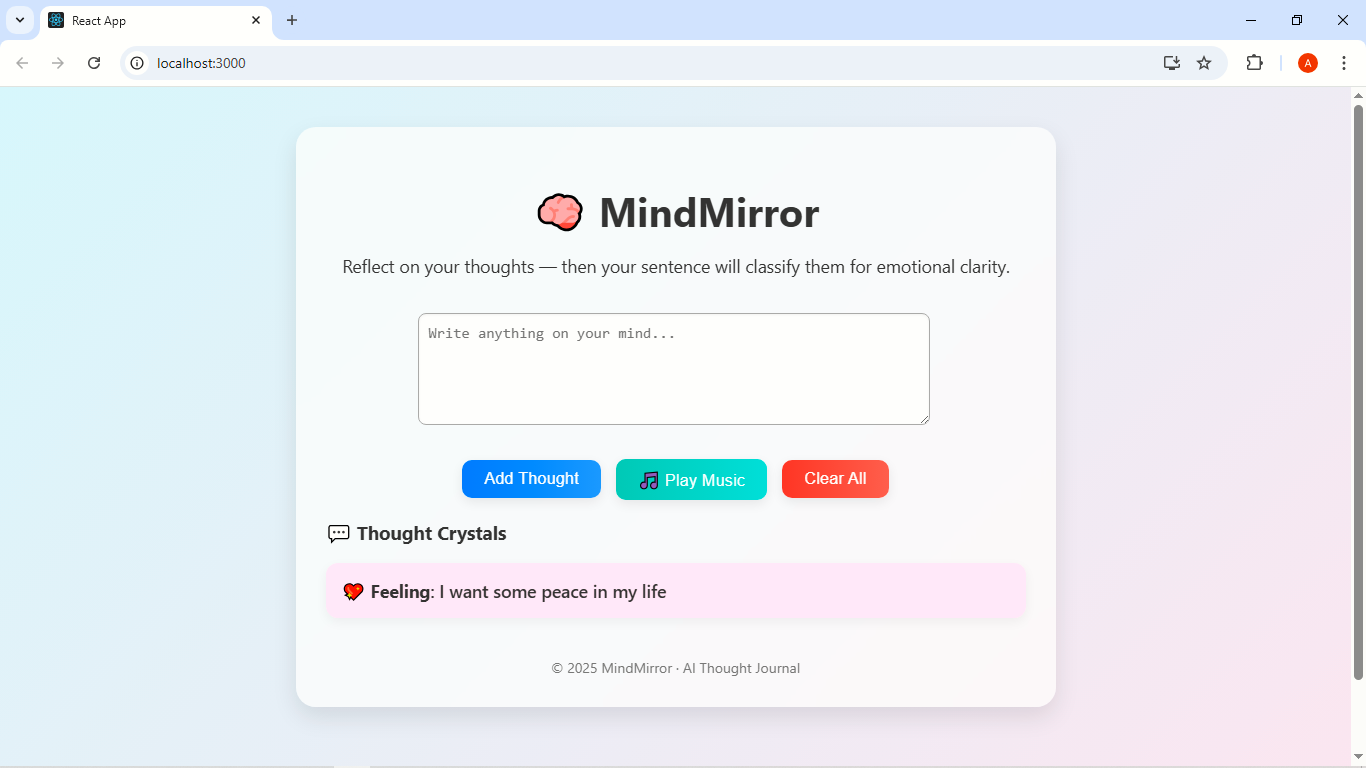 React App
localhost:3000
A
🧠 MindMirror
Reflect on your thoughts — then your sentence will classify them for emotional clarity.
Write anything on your mind...
Add Thought
🎵 Play Music
Clear All
💬 Thought Crystals
💖 Feeling: I want some peace in my life
© 2025 MindMirror · AI Thought Journal